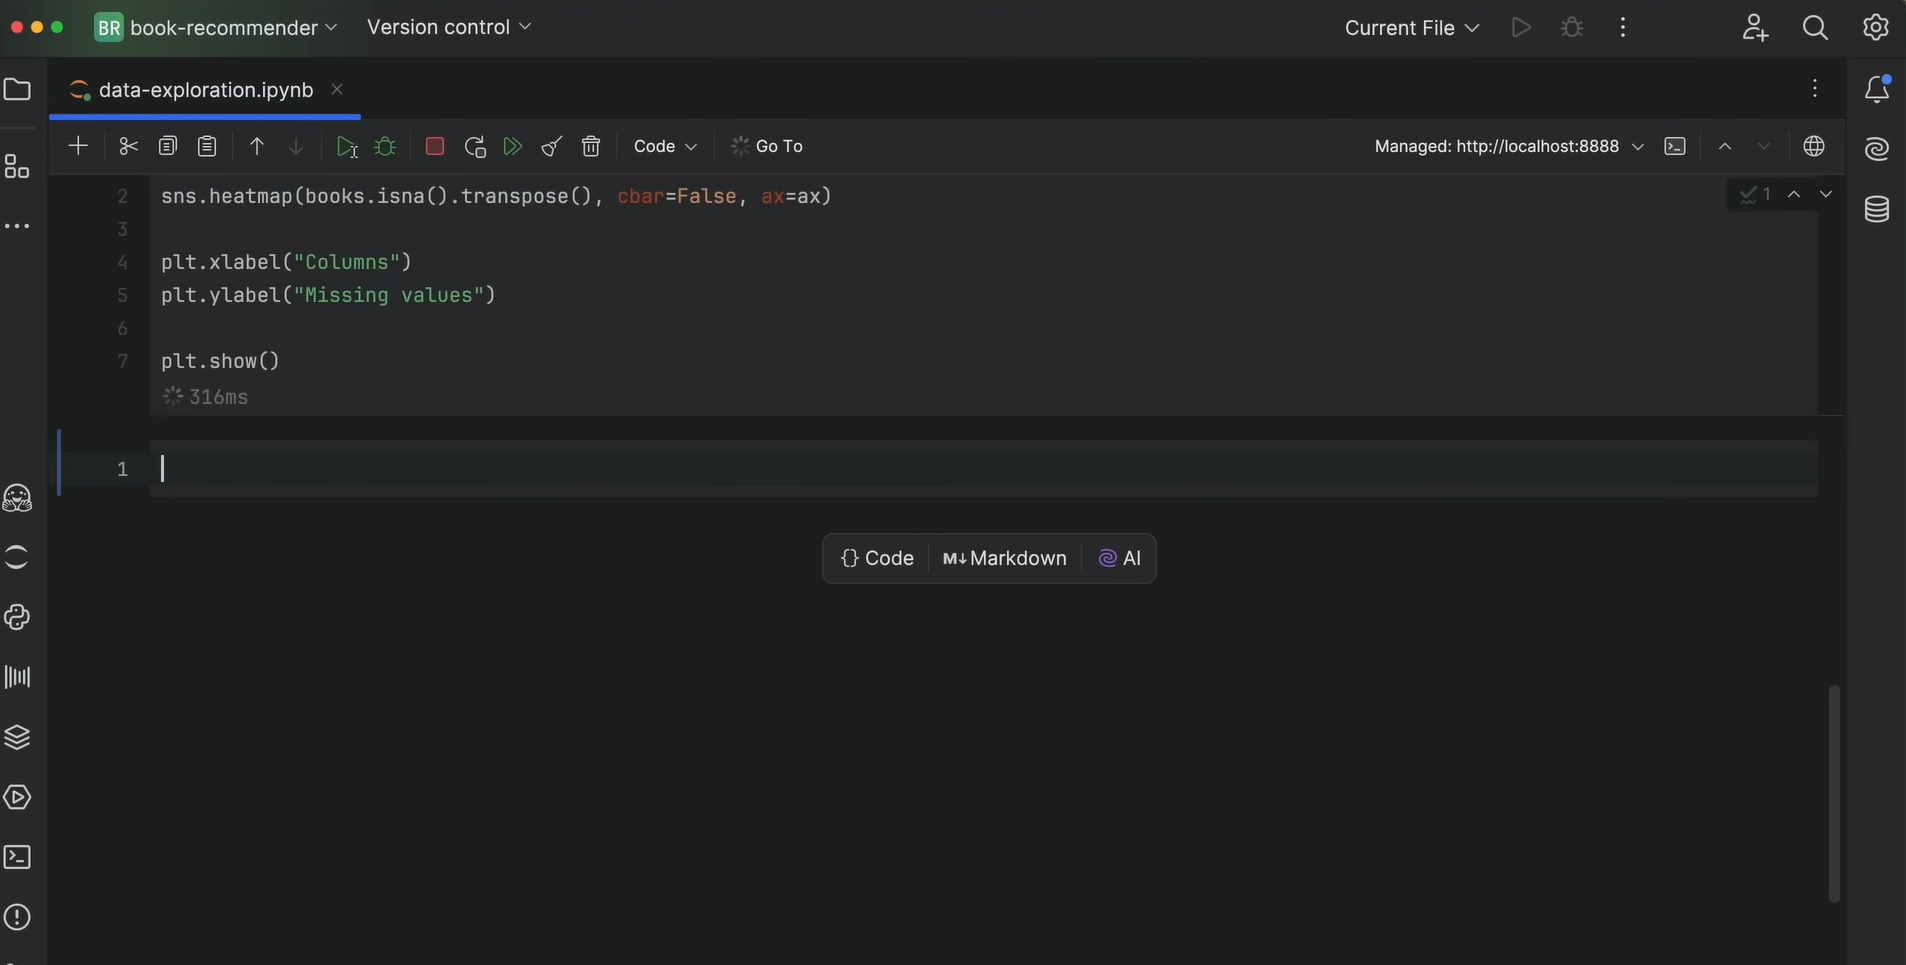 BR book-recommender Version control Current File
data-exploration.ipynb
Code Go To Managed: http://localhost:8888
2 sns.heatmap(books.isna().transpose(), cbar=False, ax=ax) 1
3
4 plt.xlabel("Columns")
5 plt.ylabel("Missing values")
6
7 plt.show()
316ms
1
{} Code M↓ Markdown AI